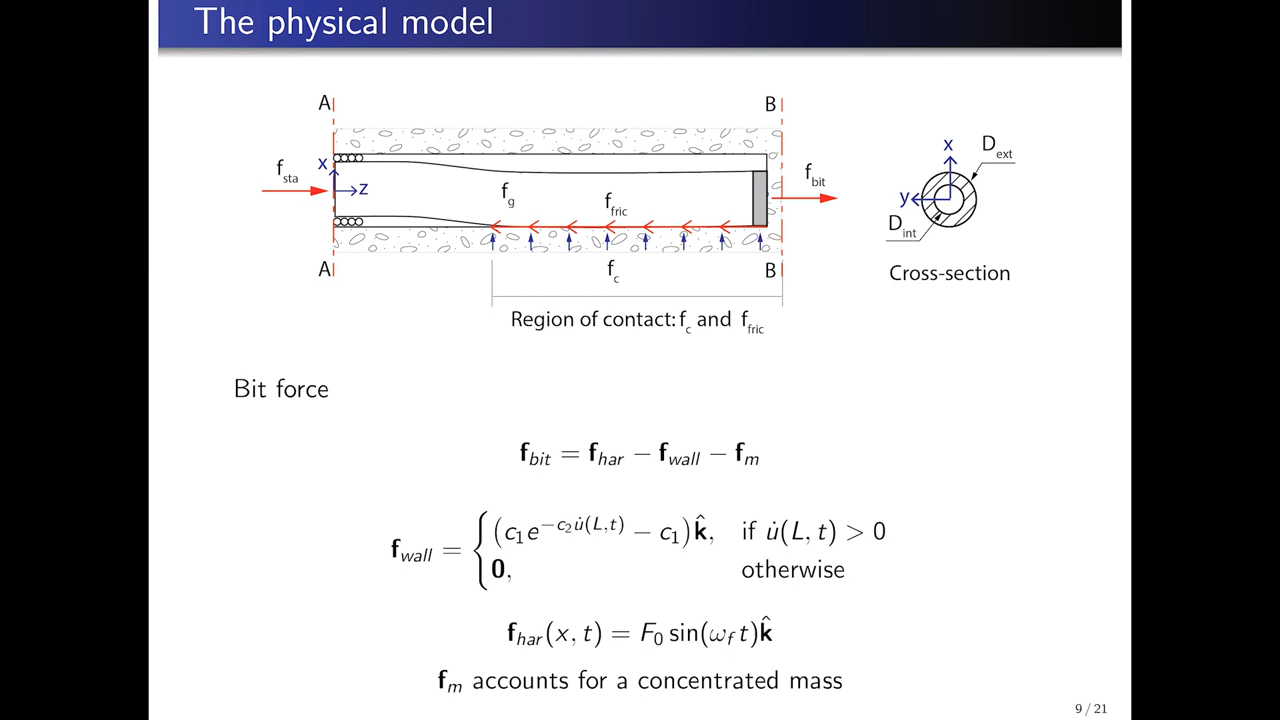 The physical model
A B
f_sta x z f_g f_fric f_bit
A f_c B
Region of contact: f_c and f_fric
x D_ext
y
D_int
Cross-section
Bit force
f_bit = f_har − f_wall − f_m
f_wall = { (c₁e^{−c₂u̇(L,t)} − c₁)k̂, if u̇(L, t) > 0
0, otherwise
f_har(x, t) = F₀ sin(ω_f t)k̂
f_m accounts for a concentrated mass
9 / 21